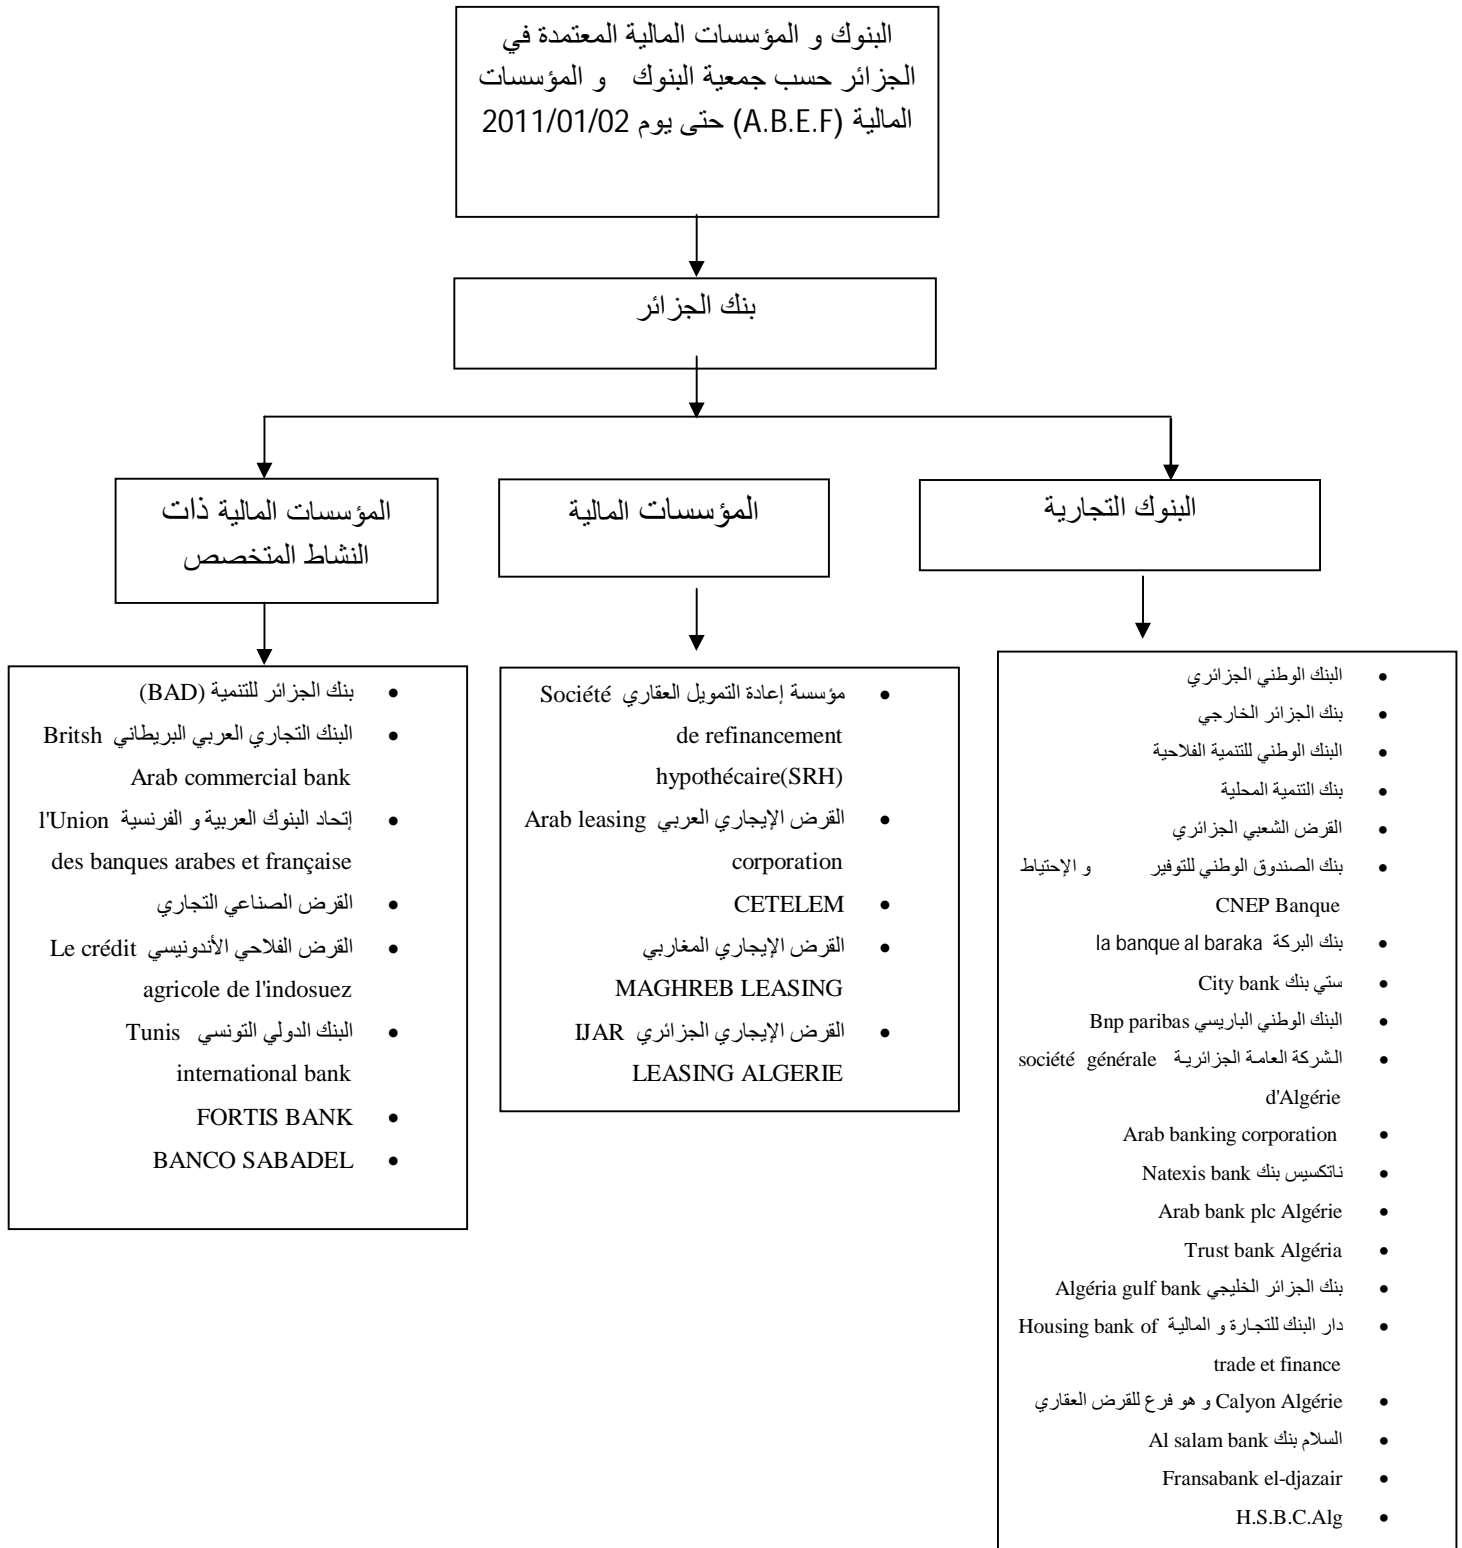 البنوك و المؤسسات المالية المعتمدة في
الجزائر حسب جمعية البنوك و المؤسسات
المالية (A.B.E.F) حتى يوم 2011/01/02
بنك الجزائر
البنوك التجارية
المؤسسات المالية
المؤسسات المالية ذات
النشاط المتخصص
• البنك الوطني الجزائري
• بنك الجزائر الخارجي
• البنك الوطني للتنمية الفلاحية
• بنك التنمية المحلية
• القرض الشعبي الجزائري
• بنك الصندوق الوطني للتوفير و الإحتياط
CNEP Banque
• بنك البركة la banque al baraka
• ستي بنك City bank
• البنك الوطني الباريسي Bnp paribas
• الشركة العامة الجزائرية société générale
d'Algérie
• Arab banking corporation
• ناتكسيس بنك Natexis bank
• Arab bank plc Algérie
• Trust bank Algéria
• بنك الجزائر الخليجي Algéria gulf bank
• دار البنك للتجارة و المالية Housing bank of
trade et finance
• Calyon Algérie و هو فرع للقرض العقاري
• السلام بنك Al salam bank
• Fransabank el-djazair
• H.S.B.C.Alg
• مؤسسة إعادة التمويل العقاري Société
de refinancement
hypothécaire(SRH)
• القرض الإيجاري العربي Arab leasing
corporation
• CETELEM
• القرض الإيجاري المغاربي
MAGHREB LEASING
• القرض الإيجاري الجزائري IJAR
LEASING ALGERIE
• بنك الجزائر للتنمية (BAD)
• البنك التجاري العربي البريطاني Britsh
Arab commercial bank
• إتحاد البنوك العربية و الفرنسية l'Union
des banques arabes et française
• القرض الصناعي التجاري
• القرض الفلاحي الأندونيسي Le crédit
agricole de l'indosuez
• البنك الدولي التونسي Tunis
international bank
• FORTIS BANK
• BANCO SABADEL